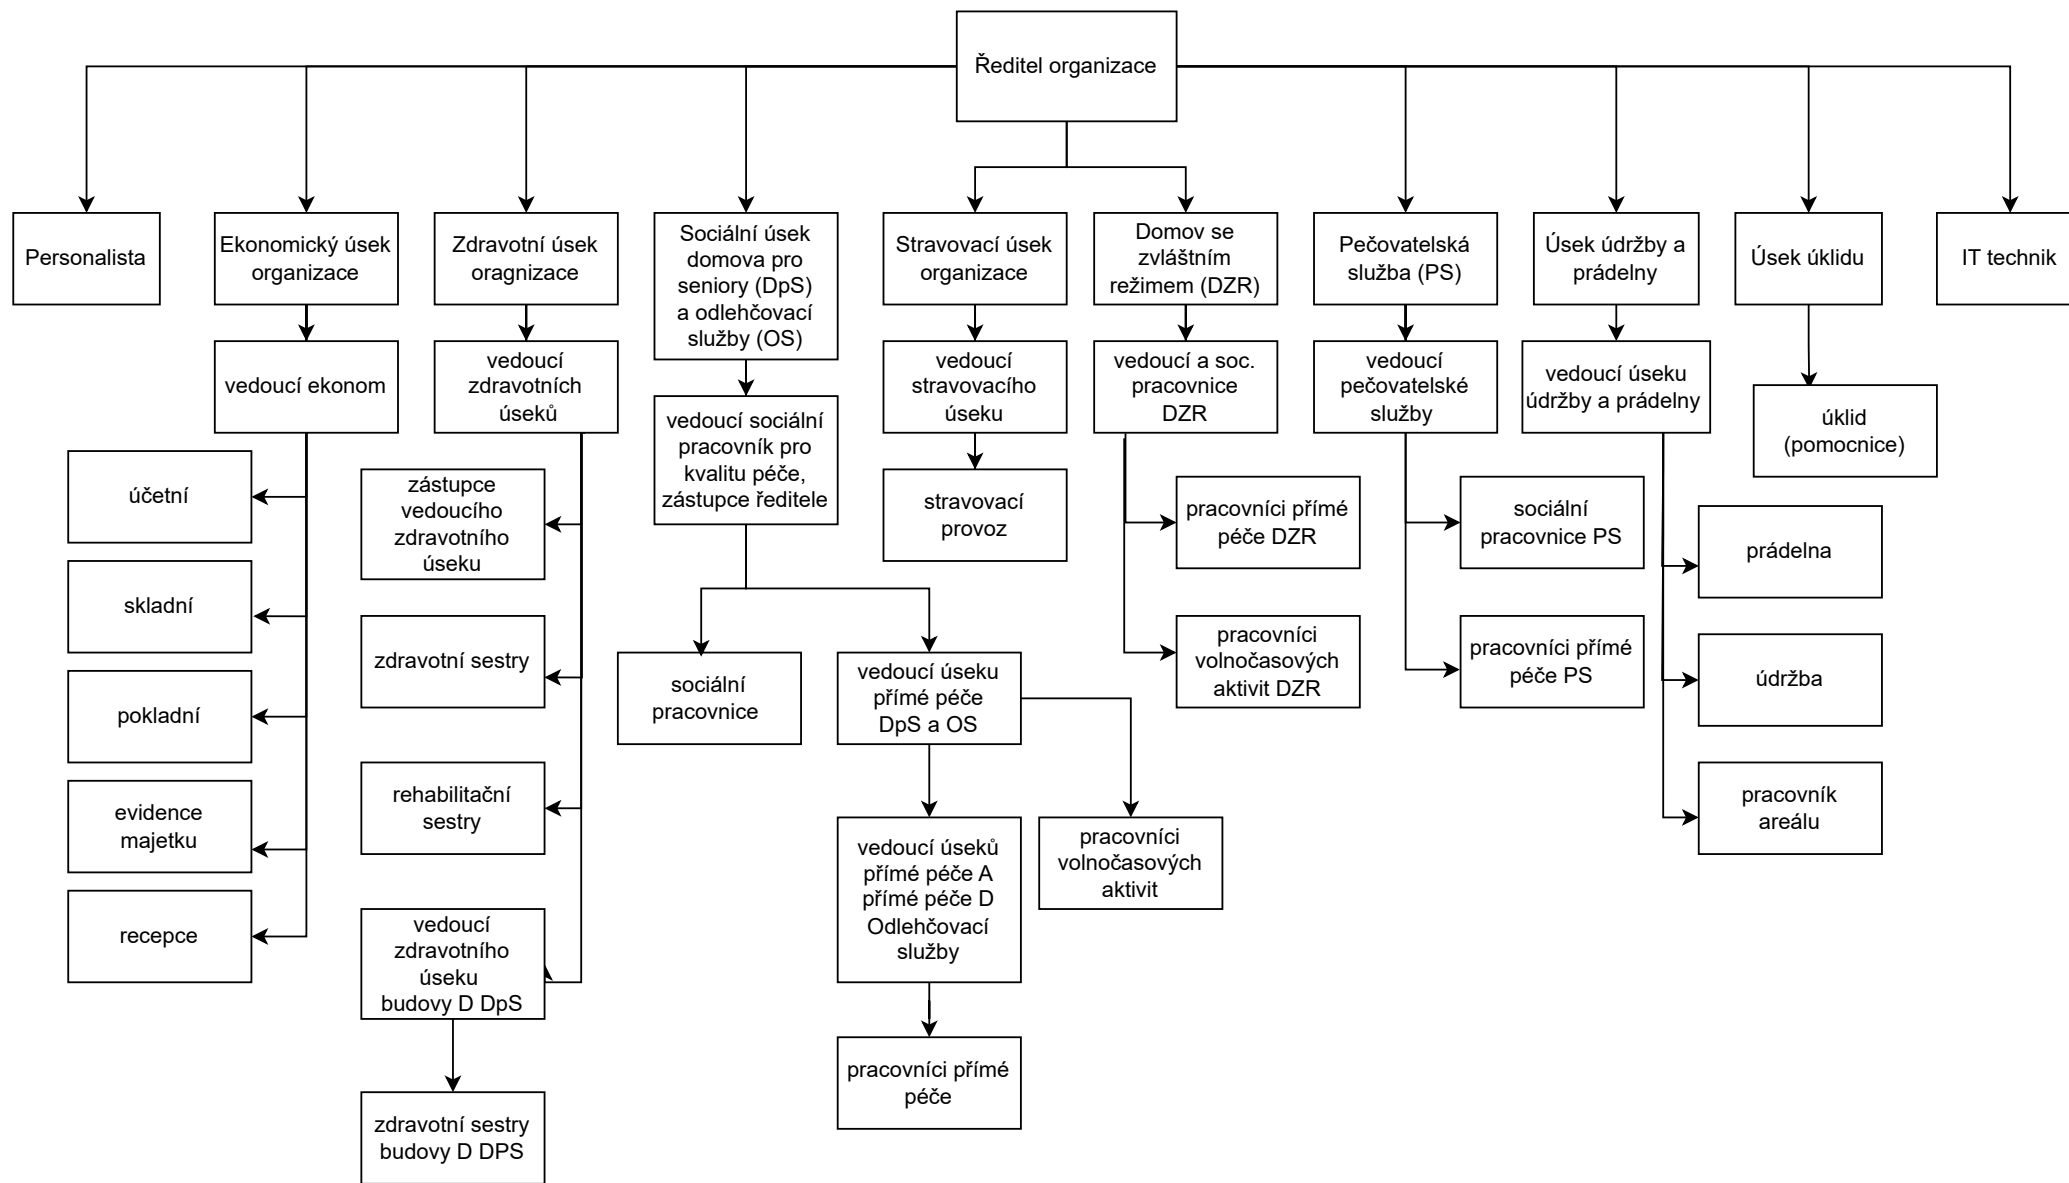 Ředitel organizace
Personalista
Ekonomický úsek
organizace
Zdravotní úsek
oragnizace
Sociální úsek
domova pro
seniory (DpS)
a odlehčovací
služby (OS)
Stravovací úsek
organizace
Domov se
zvláštním
režimem (DZR)
Pečovatelská
služba (PS)
Úsek údržby a
prádelny
Úsek úklidu
IT technik
vedoucí ekonom
vedoucí
zdravotních
úseků
vedoucí sociální
pracovník pro
kvalitu péče,
zástupce ředitele
vedoucí
stravovacího
úseku
vedoucí a soc.
pracovnice
DZR
vedoucí
pečovatelské
služby
vedoucí úseku
údržby a prádelny
úklid
(pomocnice)
účetní
skladní
pokladní
evidence
majetku
recepce
zástupce
vedoucího
zdravotního
úseku
zdravotní sestry
rehabilitační
sestry
vedoucí
zdravotního
úseku
budovy D DpS
zdravotní sestry
budovy D DPS
sociální
pracovnice
vedoucí úseku
přímé péče
DpS a OS
vedoucí úseků
přímé péče A
přímé péče D
Odlehčovací
služby
pracovníci přímé
péče
pracovníci
volnočasových
aktivit
stravovací
provoz
pracovníci přímé
péče DZR
pracovníci
volnočasových
aktivit DZR
sociální
pracovnice PS
pracovníci přímé
péče PS
prádelna
údržba
pracovník
areálu